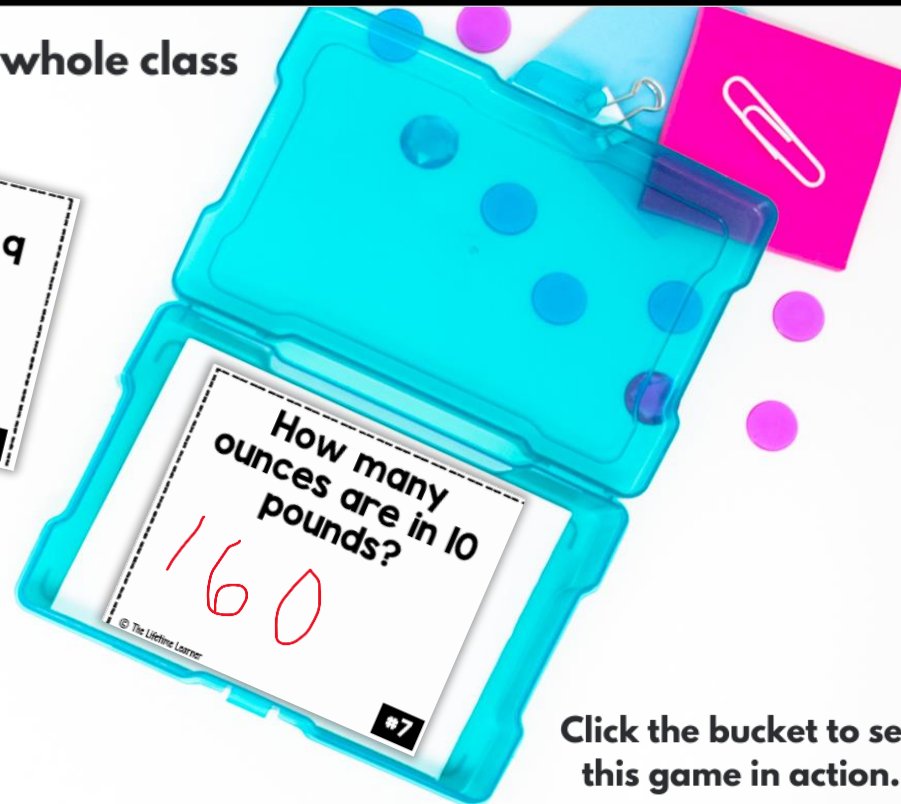 whole class
q
How many
ounces are in 10
pounds?
160
© The Lifetime Learner
#7
Click the bucket to se
this game in action.